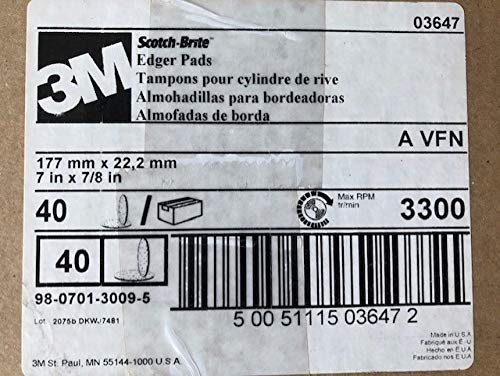 03647
3M
Scotch-Brite™
Edger Pads
Tampons pour cylindre de rive
Almohadillas para bordeadoras
Almofadas de borda
A VFN
177 mm x 22,2 mm
7 in x 7/8 in
40 /
Max RPM
tr/min
3300
40
98-0701-3009-5
Lot
5 00 51115 03647 2
Made in U.S.A
Fabriqué aux É.-U
Hecho en E.U.A
Fabricado nos E.U.A
3M St. Paul, MN 55144-1000 U.S.A.